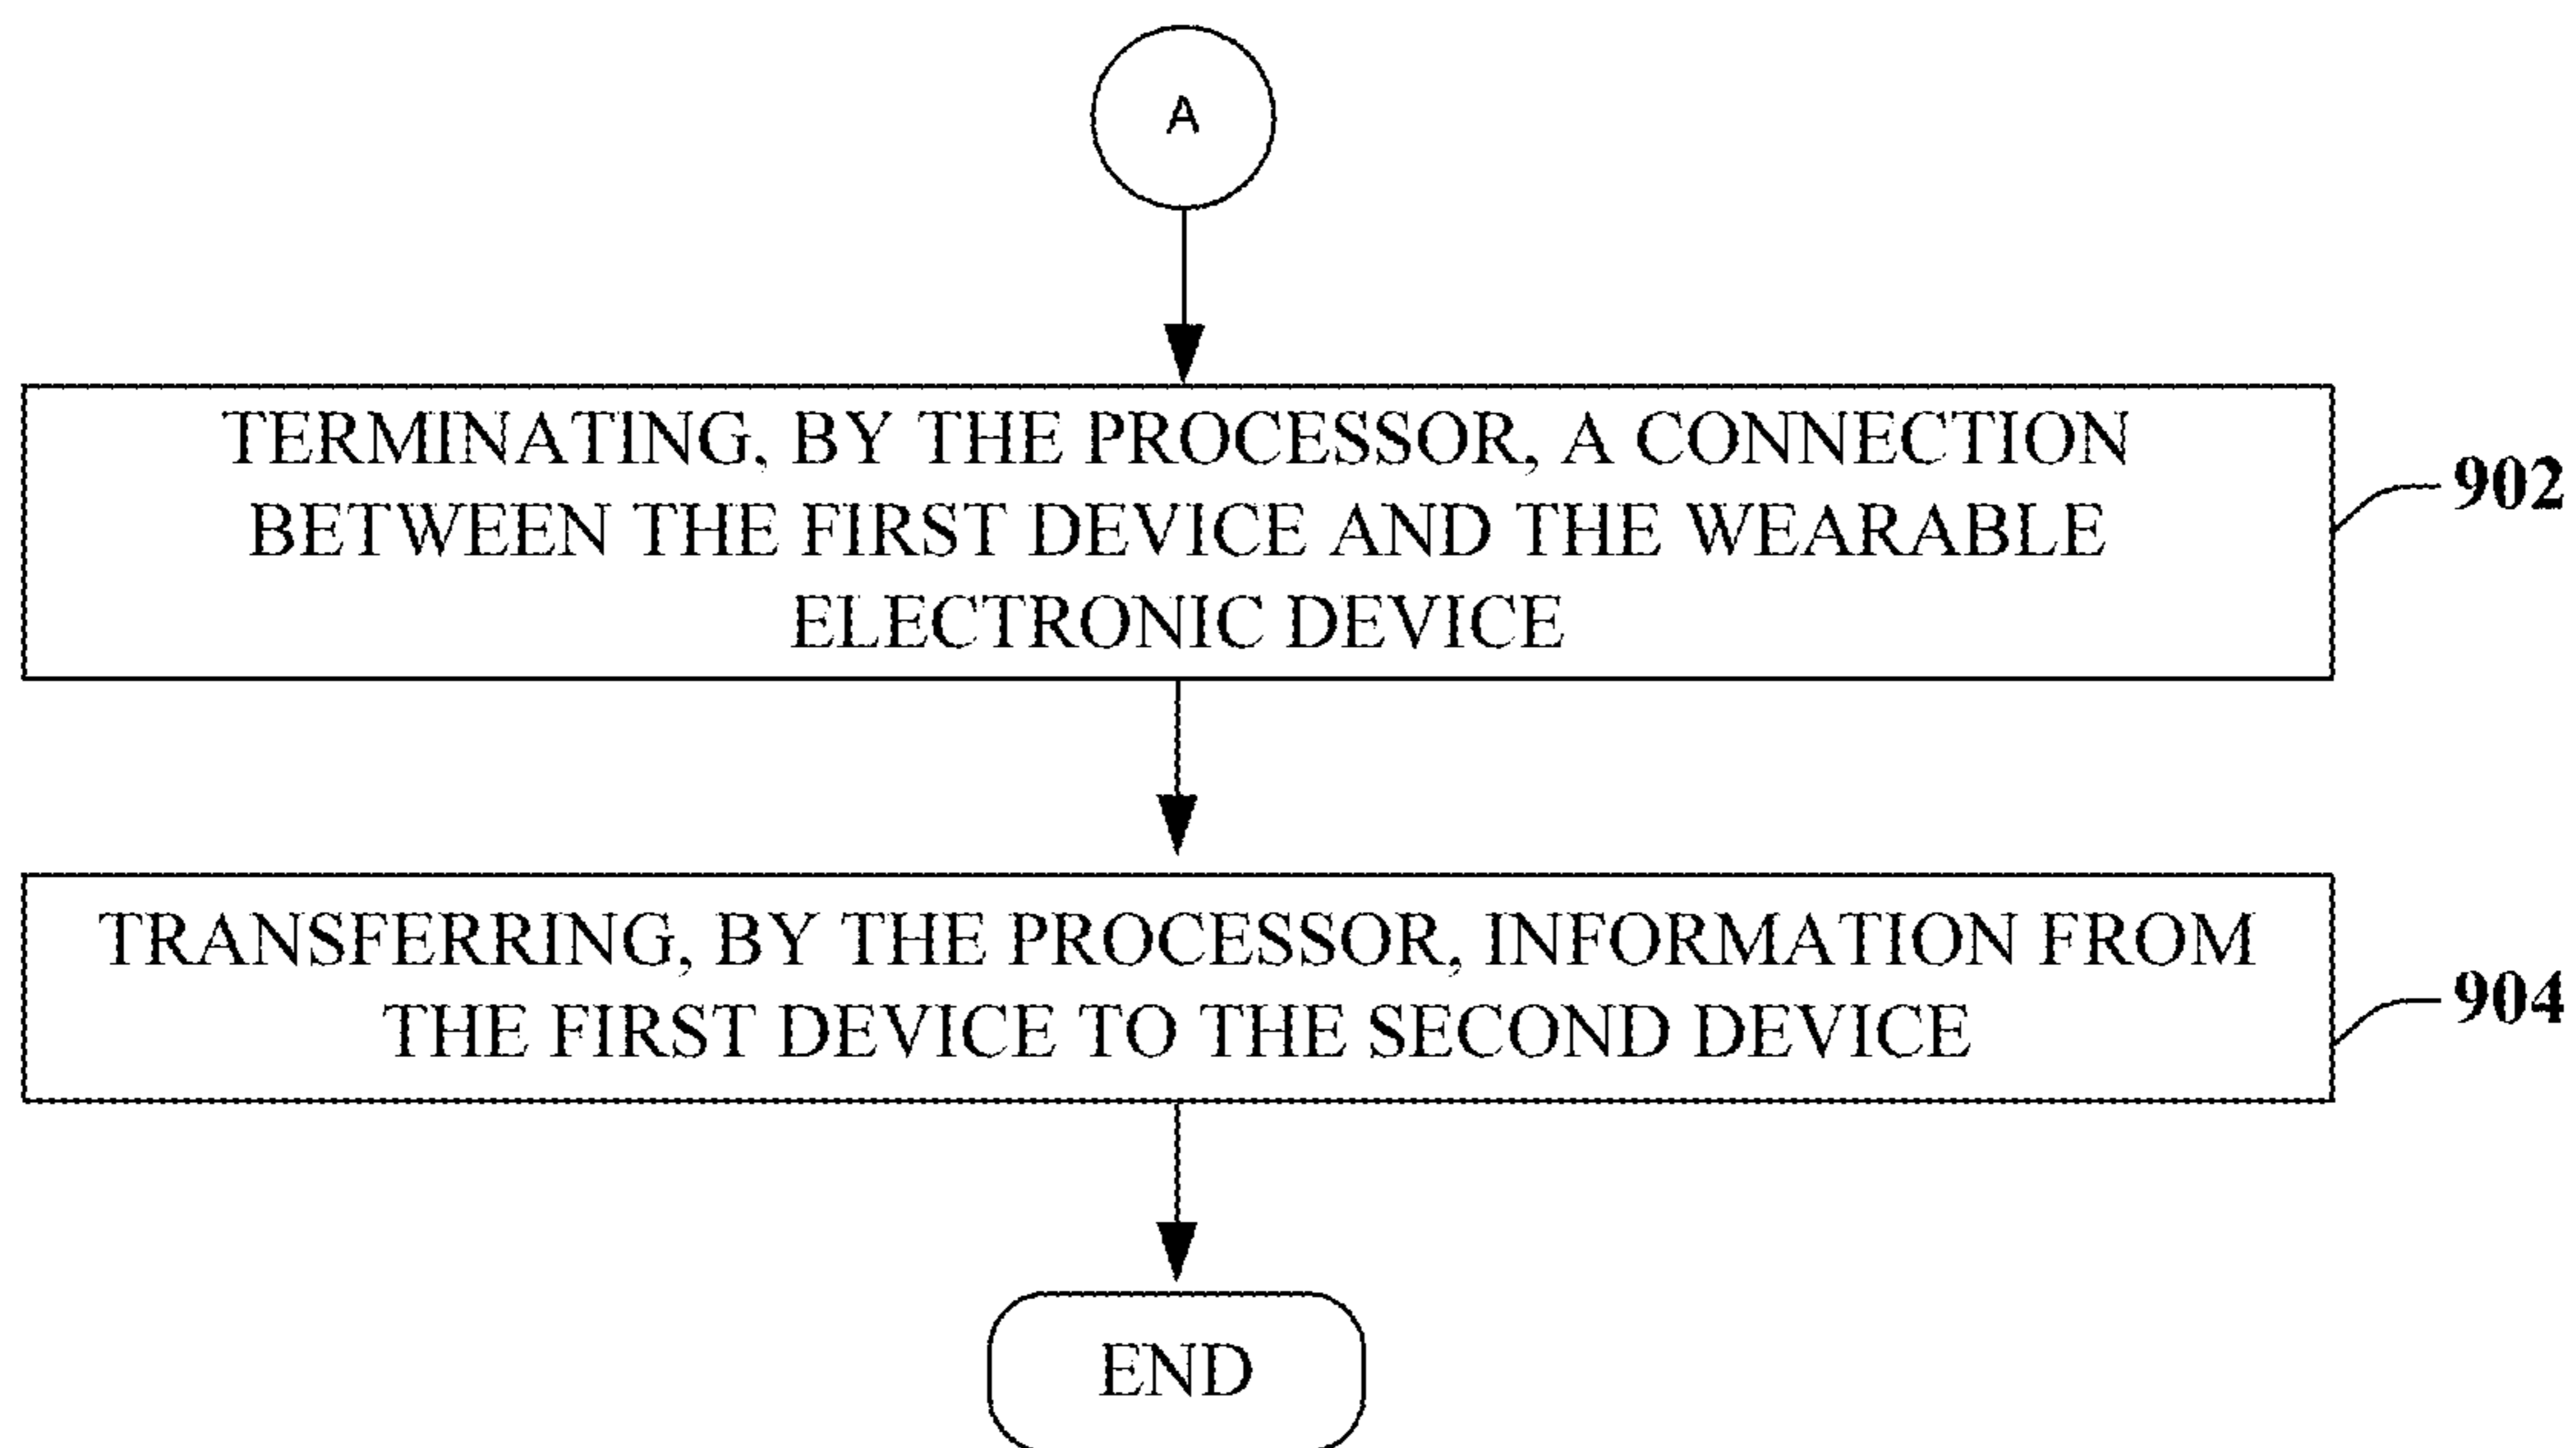 A
TERMINATING, BY THE PROCESSOR, A CONNECTION
BETWEEN THE FIRST DEVICE AND THE WEARABLE
ELECTRONIC DEVICE
902
TRANSFERRING, BY THE PROCESSOR, INFORMATION FROM
THE FIRST DEVICE TO THE SECOND DEVICE
904
END